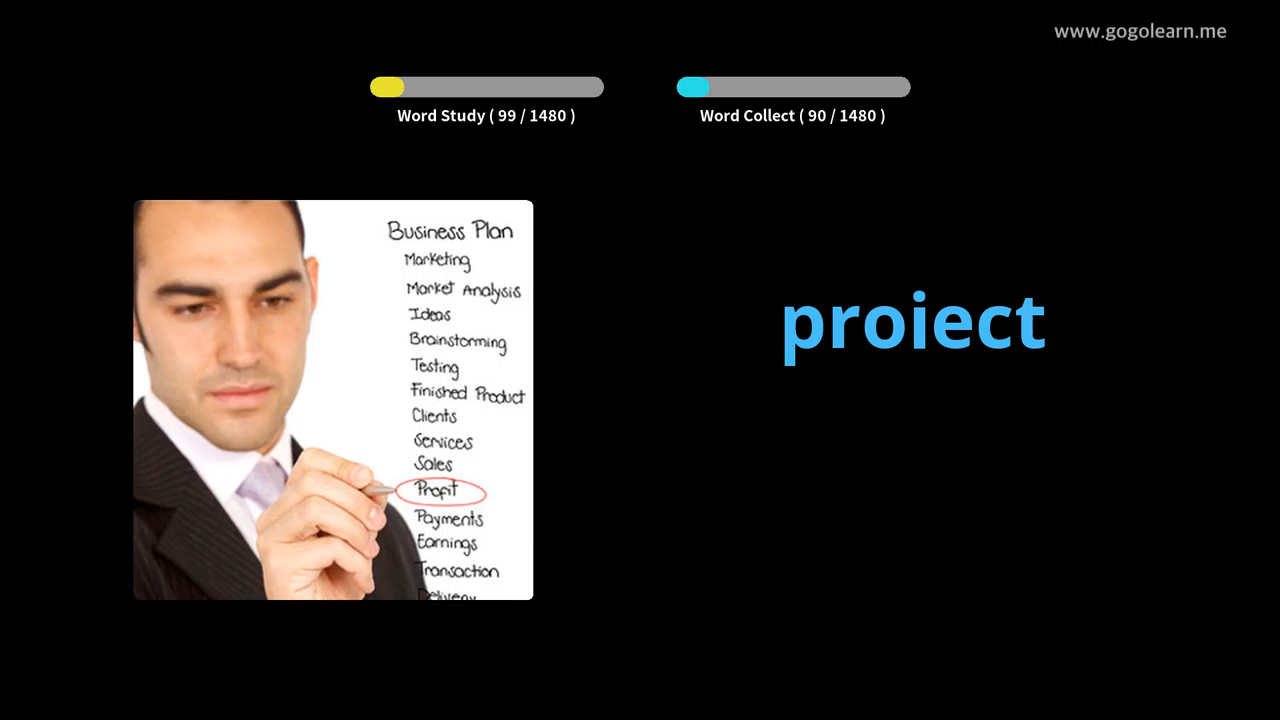 www.gogolearn.me
Word Study ( 99 / 1480 )
Word Collect ( 90 / 1480 )
Business Plan
Marketing
Market Analysis
Ideas
Brainstorming
Testing
Finished Product
Clients
Services
Sales
Profit
Payments
Earnings
Transaction
Delivery
proiect